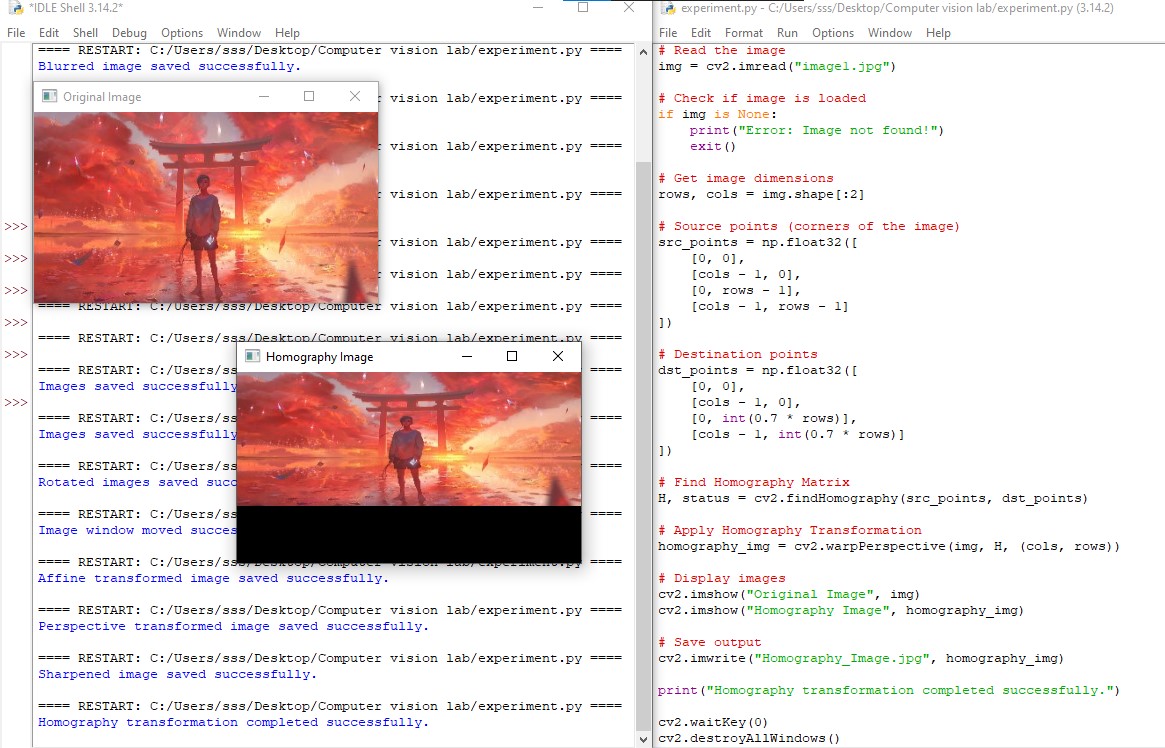 *IDLE Shell 3.14.2*
File Edit Shell Debug Options Window Help
==== RESTART: C:/Users/sss/Desktop/Computer vision lab/experiment.py ====
Blurred image saved successfully.
Original Image
vision lab/experiment.py ====
vision lab/experiment.py ====
vision lab/experiment.py ====
>>>
vision lab/experiment.py ====
>>>
vision lab/experiment.py ====
>>>
==== RESTART: C:/Users/sss/Desktop/Computer vision lab/experiment.py ====
>>>
==== RESTART: C:/Users/sss/Desktop/Computer vision lab/experiment.py ====
>>>
Homography Image
==== RESTART: C:/Users/ss
====
Images saved successfully
>>>
==== RESTART: C:/Users/ss
====
Images saved successfully
==== RESTART: C:/Users/ss
====
Rotated images saved succ
==== RESTART: C:/Users/ss
====
Image window moved succes
==== RESTART: C:/Users/sss/Desktop/Computer vision lab/experiment.py ====
Affine transformed image saved successfully.
==== RESTART: C:/Users/sss/Desktop/Computer vision lab/experiment.py ====
Perspective transformed image saved successfully.
==== RESTART: C:/Users/sss/Desktop/Computer vision lab/experiment.py ====
Sharpened image saved successfully.
==== RESTART: C:/Users/sss/Desktop/Computer vision lab/experiment.py ====
Homography transformation completed successfully.
experiment.py - C:/Users/sss/Desktop/Computer vision lab/experiment.py (3.14.2)
File Edit Format Run Options Window Help
# Read the image
img = cv2.imread("image1.jpg")
# Check if image is loaded
if img is None:
    print("Error: Image not found!")
    exit()
# Get image dimensions
rows, cols = img.shape[:2]
# Source points (corners of the image)
src_points = np.float32([
    [0, 0],
    [cols - 1, 0],
    [0, rows - 1],
    [cols - 1, rows - 1]
])
# Destination points
dst_points = np.float32([
    [0, 0],
    [cols - 1, 0],
    [0, int(0.7 * rows)],
    [cols - 1, int(0.7 * rows)]
])
# Find Homography Matrix
H, status = cv2.findHomography(src_points, dst_points)
# Apply Homography Transformation
homography_img = cv2.warpPerspective(img, H, (cols, rows))
# Display images
cv2.imshow("Original Image", img)
cv2.imshow("Homography Image", homography_img)
# Save output
cv2.imwrite("Homography_Image.jpg", homography_img)
print("Homography transformation completed successfully.")
cv2.waitKey(0)
cv2.destroyAllWindows()